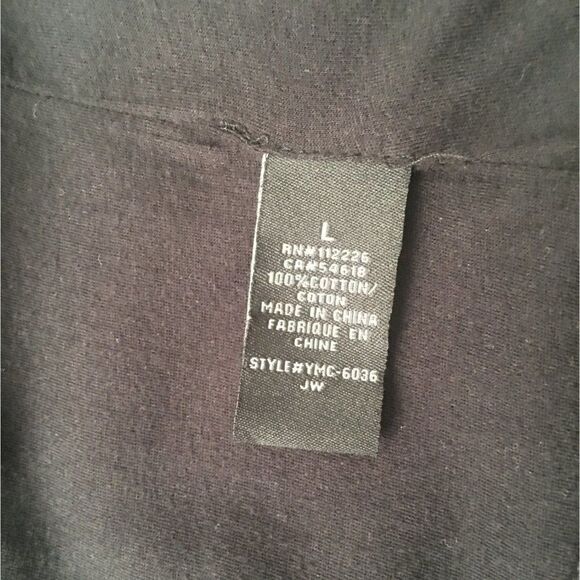 L
RN#112226
CA#54618
100%COTTON/
COTON
MADE IN CHINA
FABRIQUE EN
CHINE
STYLE#YMC-6036
JW